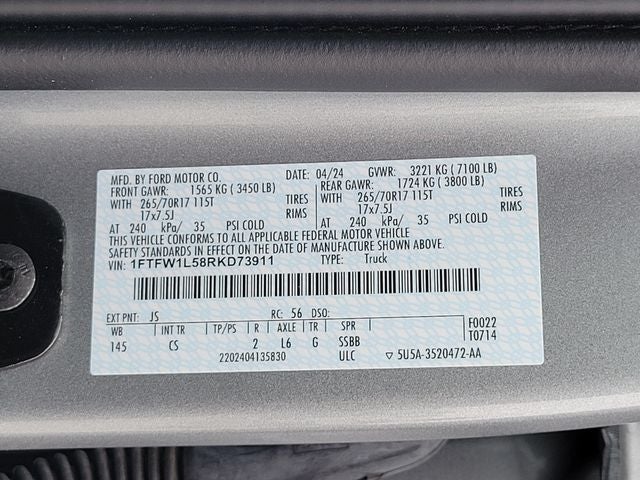 MFD. BY FORD MOTOR CO. DATE: 04/24 GVWR: 3221 KG ( 7100 LB)
FRONT GAWR: 1565 KG ( 3450 LB) REAR GAWR: 1724 KG ( 3800 LB)
WITH 265/70R17 115T TIRES WITH 265/70R17 115T TIRES
17x7.5J RIMS 17x7.5J RIMS
AT 240 kPa/ 35 PSI COLD AT 240 kPa/ 35 PSI COLD
THIS VEHICLE CONFORMS TO ALL APPLICABLE FEDERAL MOTOR VEHICLE
SAFETY STANDARDS IN EFFECT ON THE DATE OF MANUFACTURE SHOWN ABOVE.
VIN: 1FTFW1L58RKD73911 TYPE: Truck
EXT PNT: JS RC: 56 DSO: F0022
WB INT TR TP/PS R AXLE TR SPR T0714
145 CS 2 L6 G SSBB
2202404135830 ULC ▽ 5U5A-3520472-AA